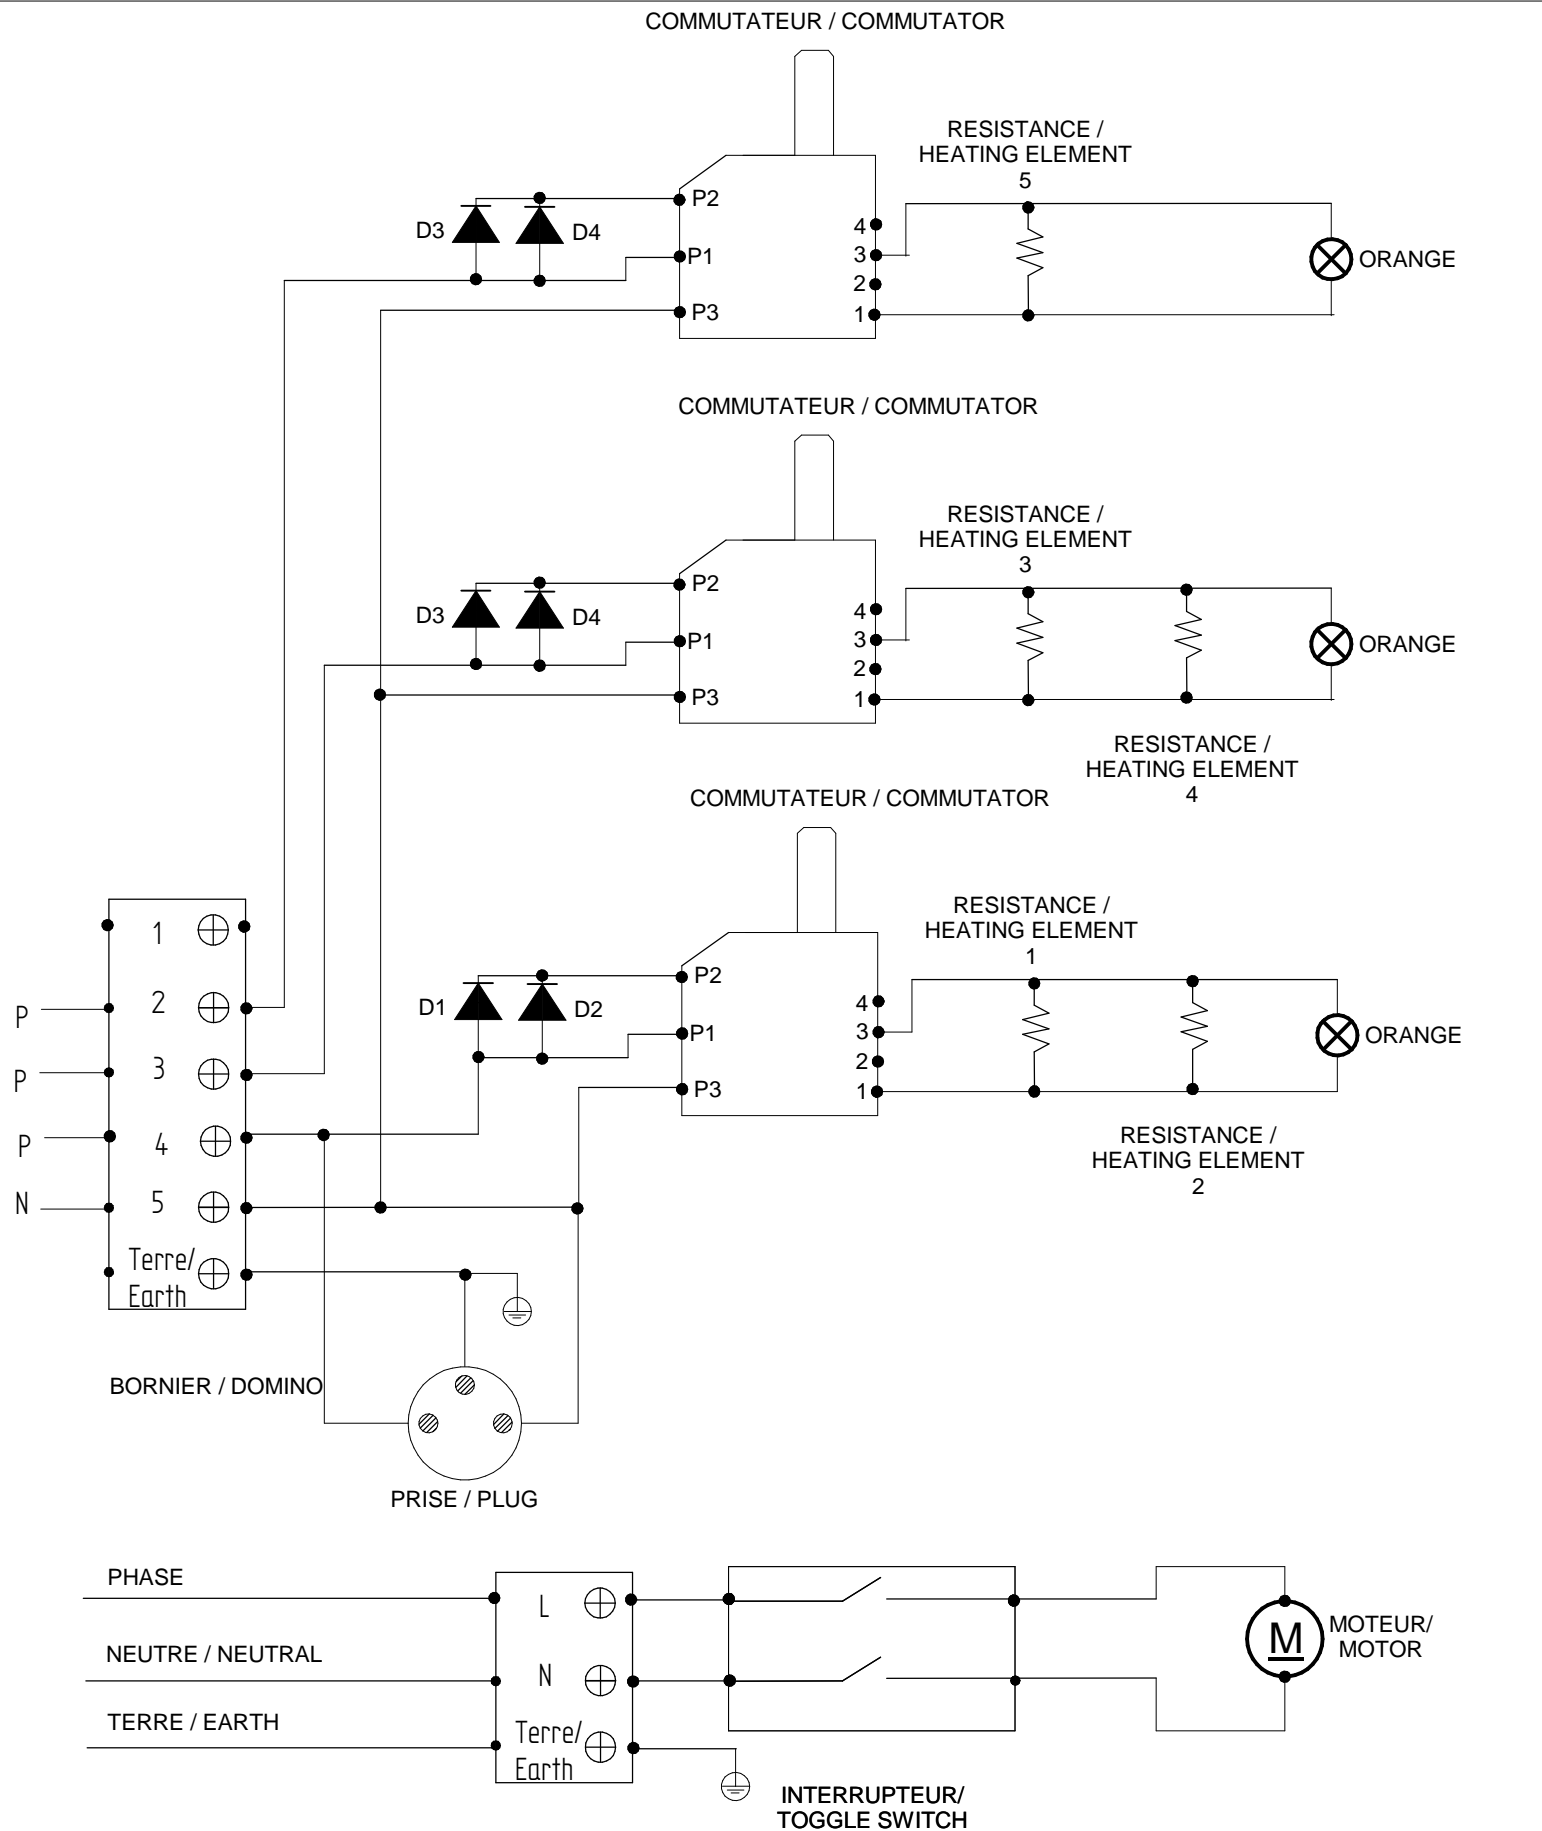 COMMUTATEUR / COMMUTATOR
RESISTANCE /
HEATING ELEMENT
5
P2
D3
D4
4
P1
3
ORANGE
2
P3
1
COMMUTATEUR / COMMUTATOR
RESISTANCE /
HEATING ELEMENT
3
P2
D3
D4
4
P1
3
ORANGE
2
P3
1
RESISTANCE /
HEATING ELEMENT
4
COMMUTATEUR / COMMUTATOR
RESISTANCE /
HEATING ELEMENT
1
P2
D1
D2
4
P1
3
ORANGE
2
P3
1
RESISTANCE /
HEATING ELEMENT
2
1
P
2
P
3
P
4
N
5
Terre/
Earth
BORNIER / DOMINO
PRISE / PLUG
PHASE
L
NEUTRE / NEUTRAL
N
TERRE / EARTH
Terre/
Earth
M
MOTEUR/
MOTOR
INTERRUPTEUR/
TOGGLE SWITCH